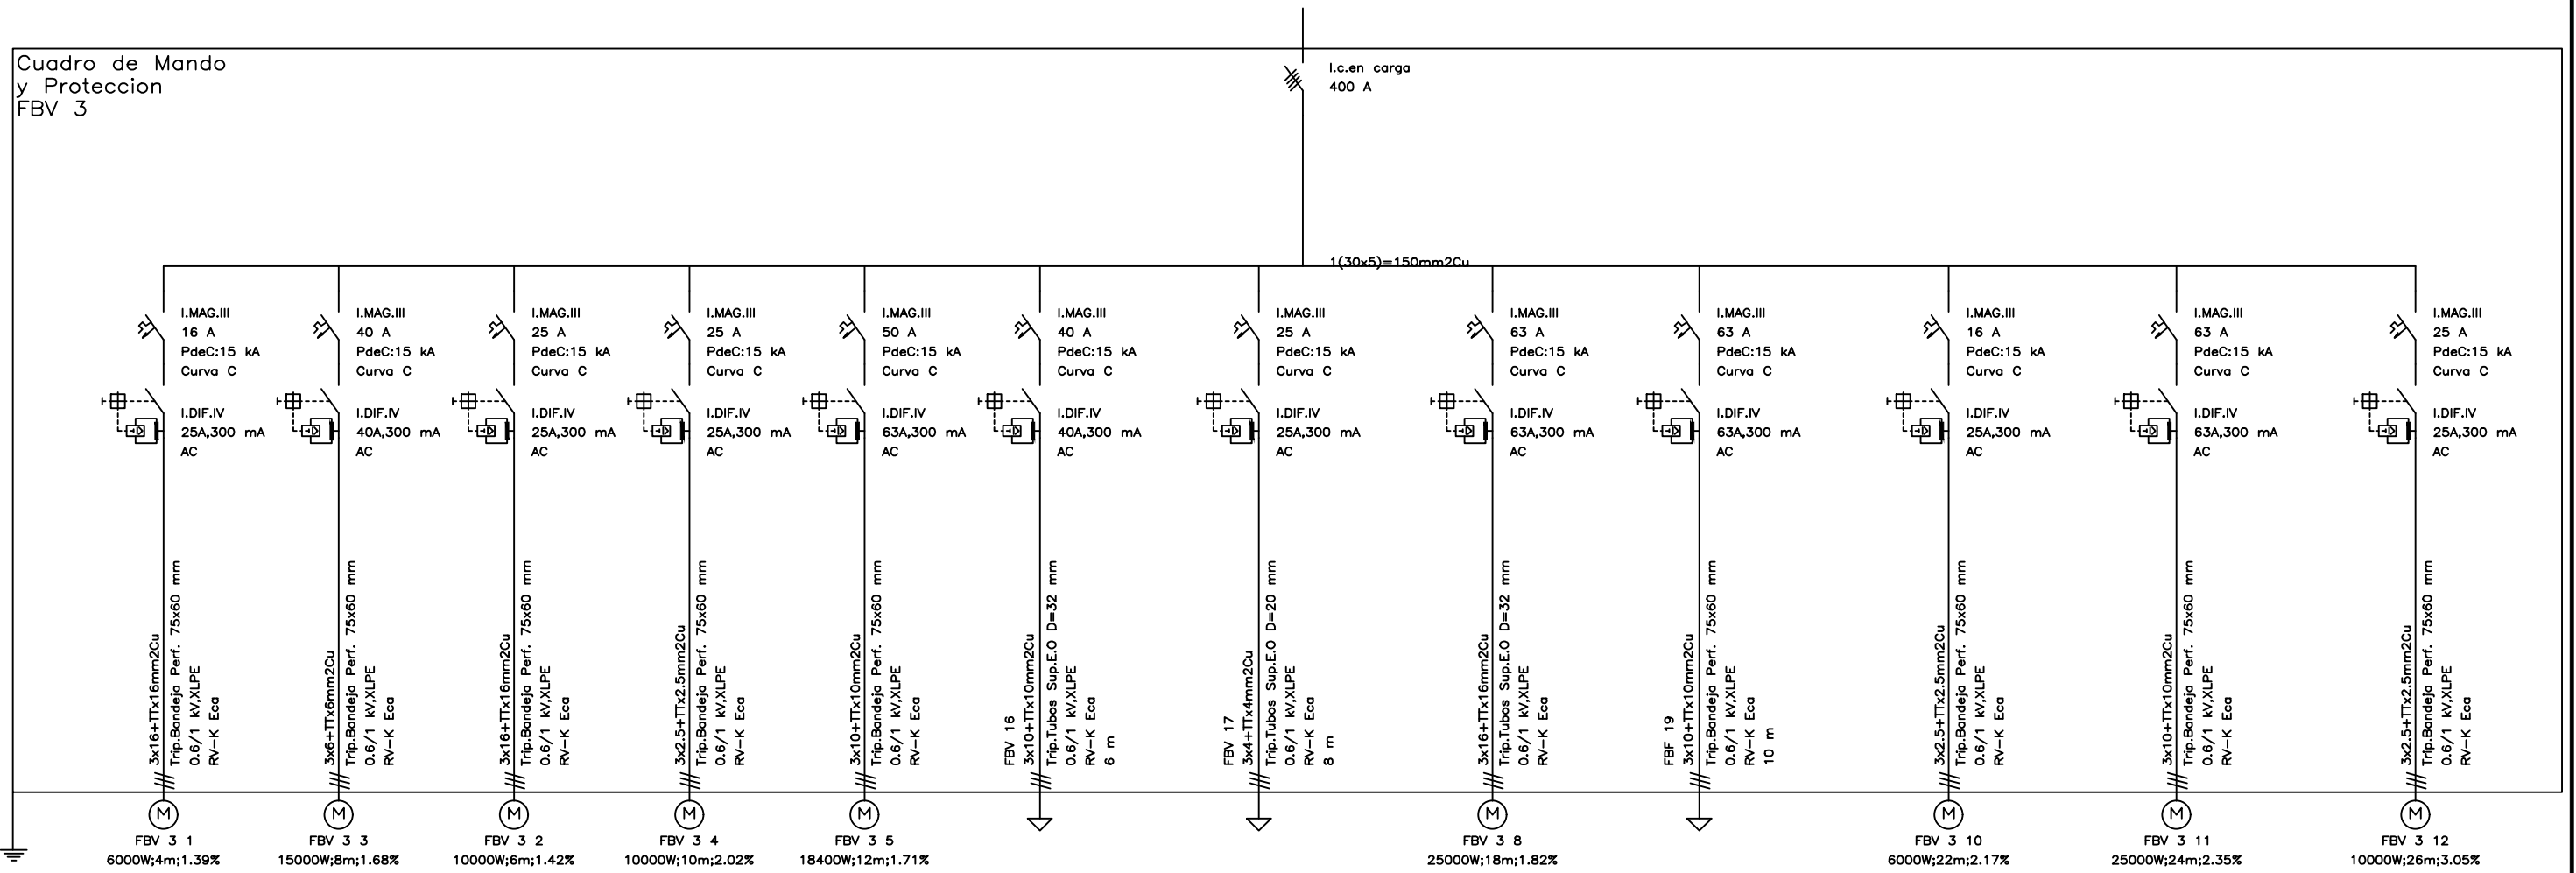 Cuadro de Mando
y Proteccion
FBV 3
I.c.en carga
400 A
1(30x5)=150mm2Cu
I.MAG.III
16 A
PdeC:15 kA
Curva C
I.DIF.IV
25A,300 mA
AC
3x16+TTx16mm2Cu
Trip.Bandeja Perf. 75x60 mm
0.6/1 kV,XLPE
RV-K Eca
M
FBV 3 1
6000W;4m;1.39%
I.MAG.III
40 A
PdeC:15 kA
Curva C
I.DIF.IV
40A,300 mA
AC
3x6+TTx6mm2Cu
Trip.Bandeja Perf. 75x60 mm
0.6/1 kV,XLPE
RV-K Eca
M
FBV 3 3
15000W;8m;1.68%
I.MAG.III
25 A
PdeC:15 kA
Curva C
I.DIF.IV
25A,300 mA
AC
3x16+TTx16mm2Cu
Trip.Bandeja Perf. 75x60 mm
0.6/1 kV,XLPE
RV-K Eca
M
FBV 3 2
10000W;6m;1.42%
I.MAG.III
25 A
PdeC:15 kA
Curva C
I.DIF.IV
25A,300 mA
AC
3x2.5+TTx2.5mm2Cu
Trip.Bandeja Perf. 75x60 mm
0.6/1 kV,XLPE
RV-K Eca
M
FBV 3 4
10000W;10m;2.02%
I.MAG.III
50 A
PdeC:15 kA
Curva C
I.DIF.IV
63A,300 mA
AC
3x10+TTx10mm2Cu
Trip.Bandeja Perf. 75x60 mm
0.6/1 kV,XLPE
RV-K Eca
M
FBV 3 5
18400W;12m;1.71%
I.MAG.III
40 A
PdeC:15 kA
Curva C
I.DIF.IV
40A,300 mA
AC
FBV 16
3x10+TTx10mm2Cu
Trip.Tubos Sup.E.O D=32 mm
0.6/1 kV,XLPE
RV-K Eca
6 m
I.MAG.III
25 A
PdeC:15 kA
Curva C
I.DIF.IV
25A,300 mA
AC
FBV 17
3x4+TTx4mm2Cu
Trip.Tubos Sup.E.O D=20 mm
0.6/1 kV,XLPE
RV-K Eca
8 m
I.MAG.III
63 A
PdeC:15 kA
Curva C
I.DIF.IV
63A,300 mA
AC
3x16+TTx16mm2Cu
Trip.Tubos Sup.E.O D=32 mm
0.6/1 kV,XLPE
RV-K Eca
M
FBV 3 8
25000W;18m;1.82%
I.MAG.III
63 A
PdeC:15 kA
Curva C
I.DIF.IV
63A,300 mA
AC
FBF 19
3x10+TTx10mm2Cu
Trip.Bandeja Perf. 75x60 mm
0.6/1 kV,XLPE
RV-K Eca
10 m
I.MAG.III
16 A
PdeC:15 kA
Curva C
I.DIF.IV
25A,300 mA
AC
3x2.5+TTx2.5mm2Cu
Trip.Bandeja Perf. 75x60 mm
0.6/1 kV,XLPE
RV-K Eca
M
FBV 3 10
6000W;22m;2.17%
I.MAG.III
63 A
PdeC:15 kA
Curva C
I.DIF.IV
63A,300 mA
AC
3x10+TTx10mm2Cu
Trip.Bandeja Perf. 75x60 mm
0.6/1 kV,XLPE
RV-K Eca
M
FBV 3 11
25000W;24m;2.35%
I.MAG.III
25 A
PdeC:15 kA
Curva C
I.DIF.IV
25A,300 mA
AC
3x2.5+TTx2.5mm2Cu
Trip.Bandeja Perf. 75x60 mm
0.6/1 kV,XLPE
RV-K Eca
M
FBV 3 12
10000W;26m;3.05%